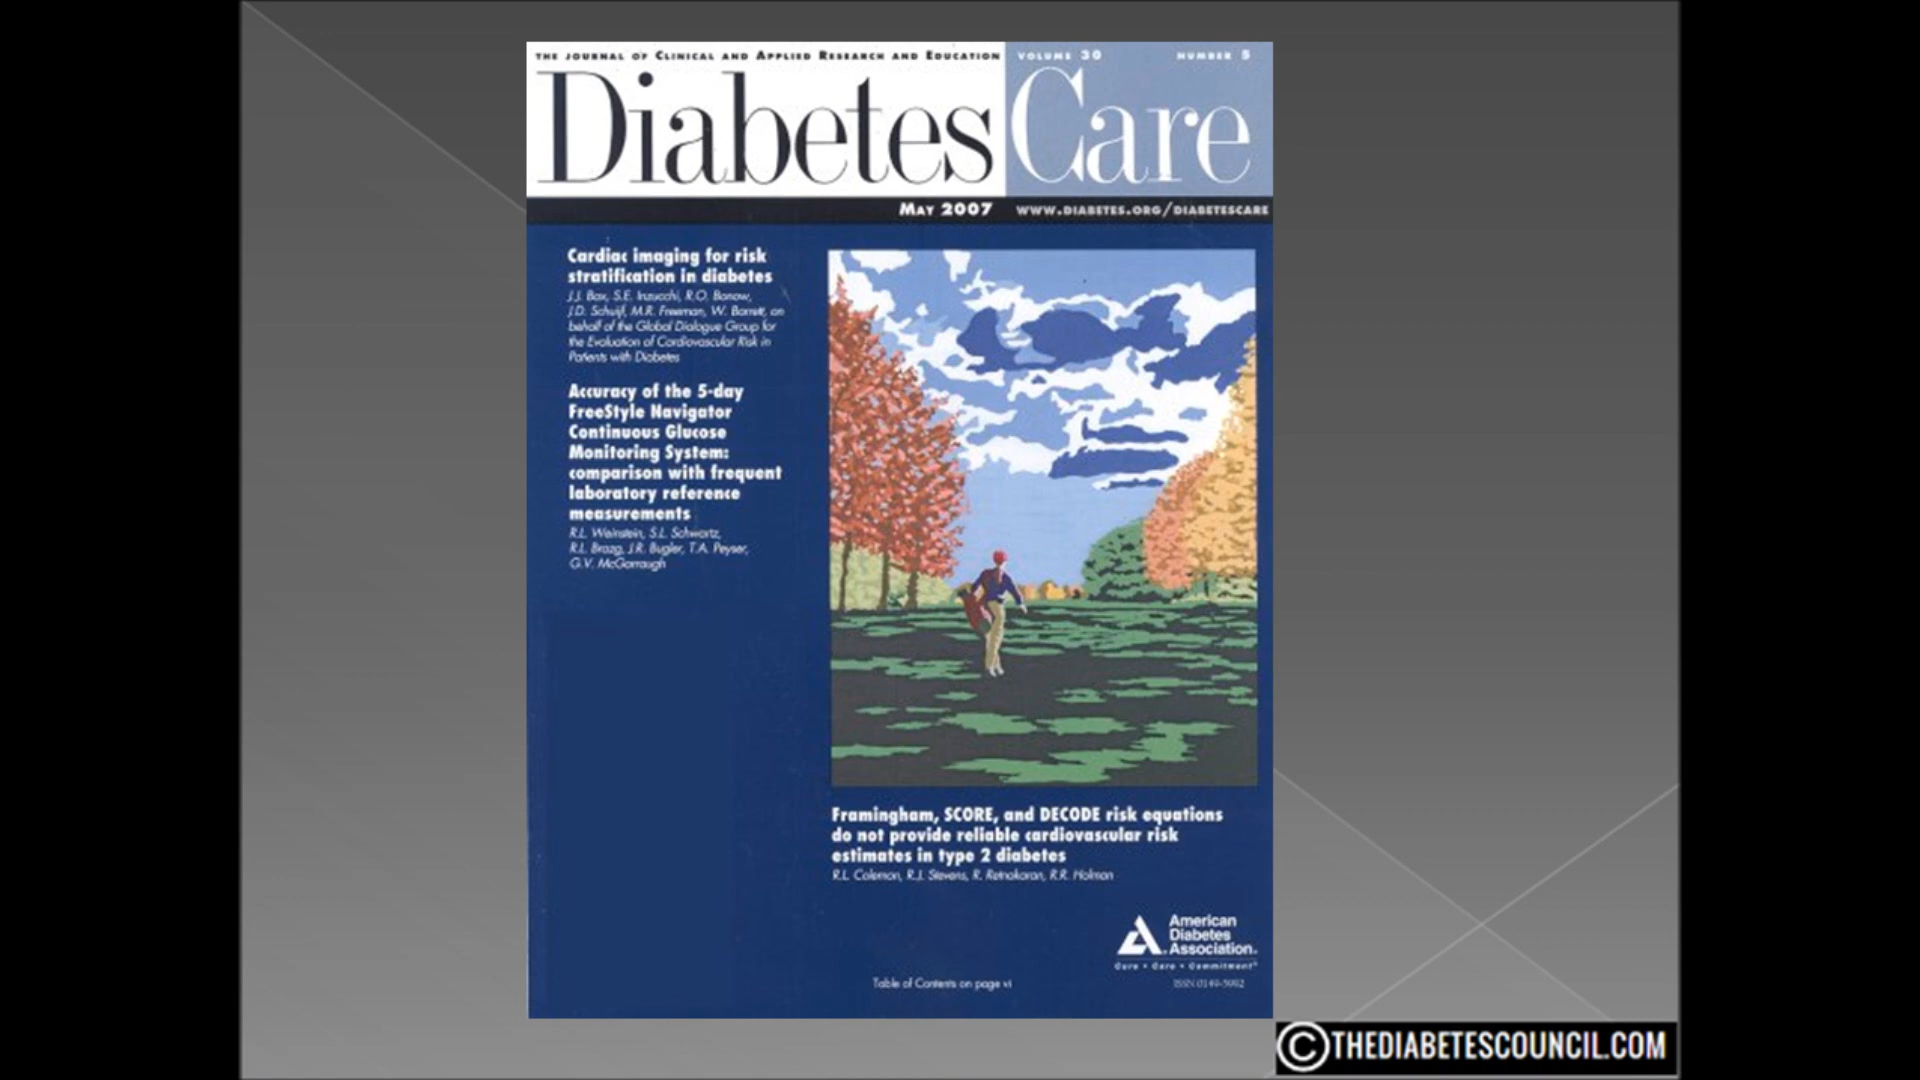 THE JOURNAL OF CLINICAL AND APPLIED RESEARCH AND EDUCATION
VOLUME 30 NUMBER 5
Diabetes Care
MAY 2007 WWW.DIABETES.ORG/DIABETESCARE
Cardiac imaging for risk
stratification in diabetes
J.J. Bax, S.E. Inzucchi, R.O. Bonow,
J.D. Schuijf, M.R. Freeman, W. Barrett, on
behalf of the Global Dialogue Group for
the Evaluation of Cardiovascular Risk in
Patients with Diabetes
Accuracy of the 5-day
FreeStyle Navigator
Continuous Glucose
Monitoring System:
comparison with frequent
laboratory reference
measurements
R.L. Weinstein, S.L. Schwartz,
R.L. Brazg, J.R. Bugler, T.A. Peyser,
G.V. McGarraugh
Framingham, SCORE, and DECODE risk equations
do not provide reliable cardiovascular risk
estimates in type 2 diabetes
R.L. Coleman, R.J. Stevens, R. Retnakaran, R.R. Holman
American
Diabetes
Association.
Cure • Care • Commitment®
Table of Contents on page vi
ISSN 0149-5992
©THEDIABETESCOUNCIL.COM